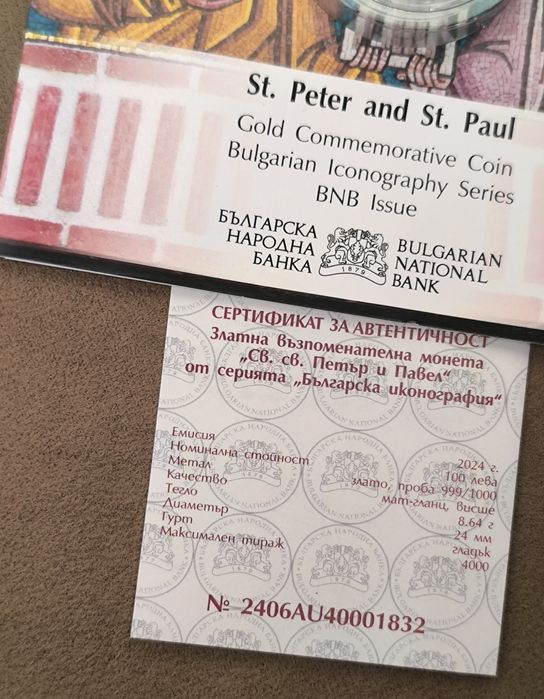 St. Peter and St. Paul
Gold Commemorative Coin
Bulgarian Iconography Series
BNB Issue
БЪЛГАРСКА
НАРОДНА
БАНКА
1879
BULGARIAN
NATIONAL
BANK
СЕРТИФИКАТ ЗА АВТЕНТИЧНОСТ
Златна възпоменателна монета
„Св. св. Петър и Павел“
от серията „Българска иконография“
Емисия 2024 г.
Номинална стойност 100 лева
Метал злато, проба 999/1000
Качество мат-гланц, висше
Тегло 8.64 г
Диаметър 24 мм
Гурт гладък
Максимален тираж 4000
№ 2406AU40001832